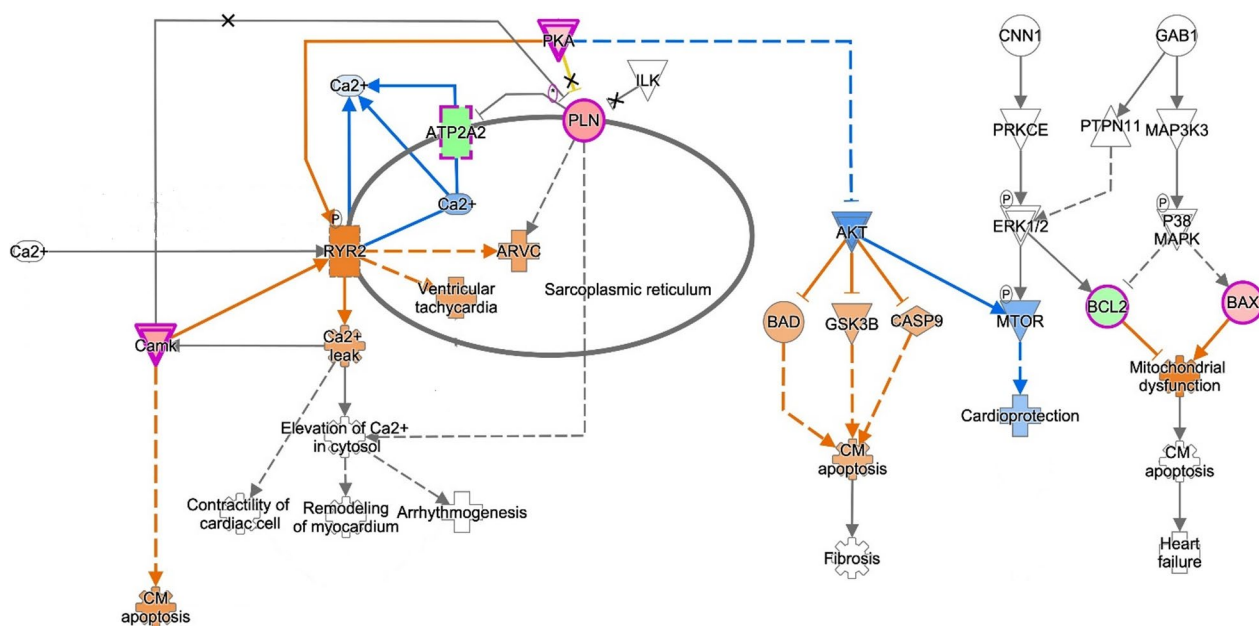 PKA
CNN1
GAB1
Ca2+
ILK
*
ATP2A2
PLN
PRKCE
PTPN11
MAP3K3
Ca2+
P
P
P
Ca2+
RYR2
ARVC
AKT
ERK1/2
P38
MAPK
Ventricular
tachycardia
Sarcoplasmic reticulum
P
BAD
GSK3B
CASP9
MTOR
BCL2
BAX
Camk
Ca2+
leak
Mitochondrial
dysfunction
Elevation of Ca2+
in cytosol
Cardioprotection
CM
apoptosis
CM
apoptosis
Contractility of
cardiac cell
Remodeling
of myocardium
Arrhythmogenesis
Fibrosis
Heart
failure
CM
apoptosis